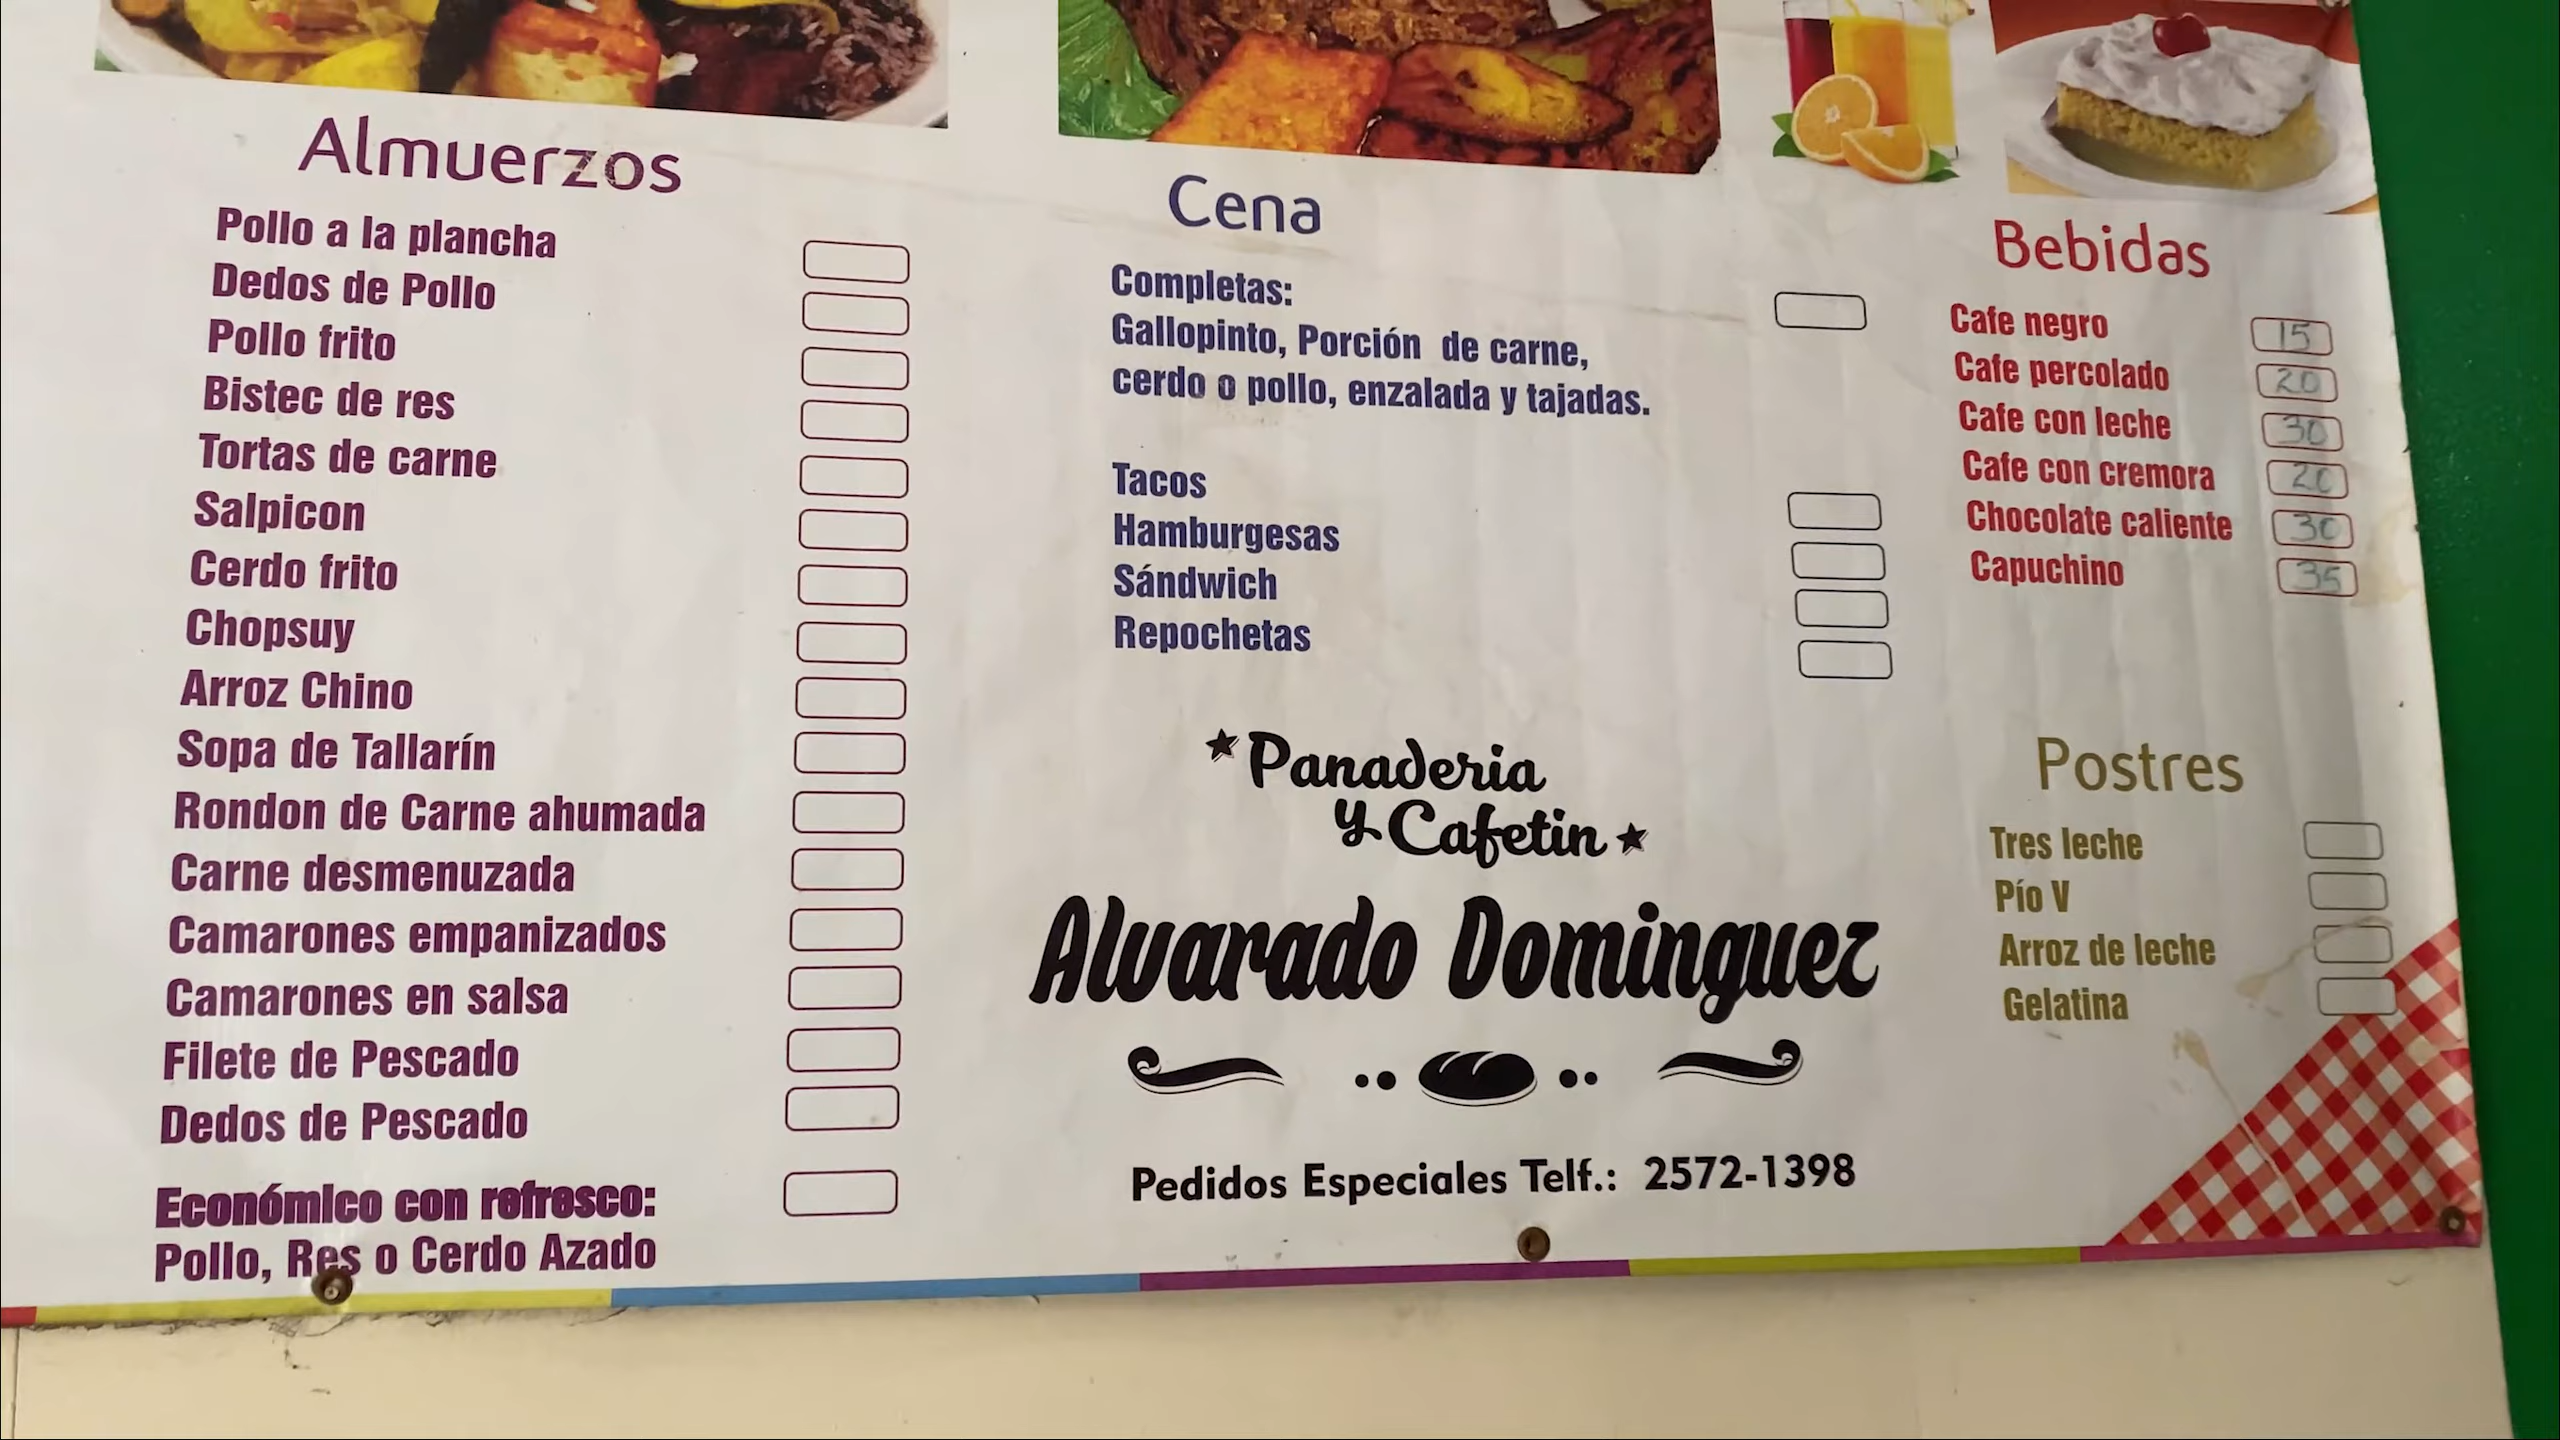 Almuerzos
Pollo a la plancha
Dedos de Pollo
Pollo frito
Bistec de res
Tortas de carne
Salpicon
Cerdo frito
Chopsuy
Arroz Chino
Sopa de Tallarín
Rondon de Carne ahumada
Carne desmenuzada
Camarones empanizados
Camarones en salsa
Filete de Pescado
Dedos de Pescado
Económico con refresco:
Pollo, Res o Cerdo Azado
Cena
Completas:
Gallopinto, Porción de carne,
cerdo o pollo, enzalada y tajadas.
Tacos
Hamburgesas
Sándwich
Repochetas
Panaderia
y Cafetin
Alvarado Dominguez
Pedidos Especiales Telf.: 2572-1398
Bebidas
Cafe negro 15
Cafe percolado 20
Cafe con leche 30
Cafe con cremora 20
Chocolate caliente 30
Capuchino 35
Postres
Tres leche
Pío V
Arroz de leche
Gelatina